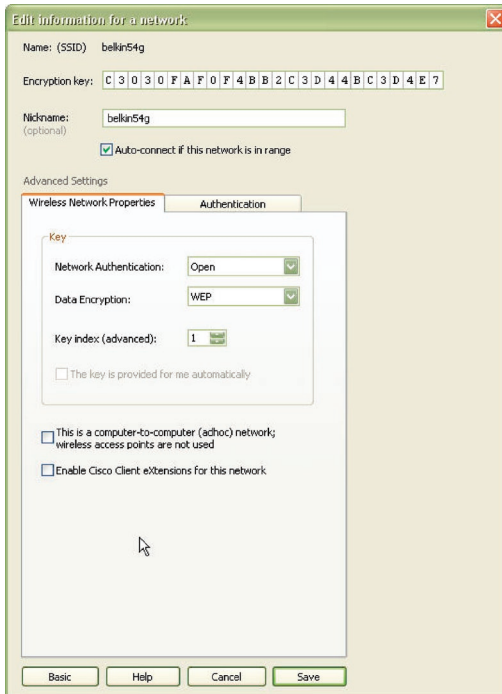 Edit information for a network
Name: (SSID) belkin54g
Encryption key: C 3 0 3 0 F A F 0 F 4 B B 2 C 3 D 4 4 B C 3 D 4 E 7
Nickname: belkin54g
(optional)
Auto-connect if this network is in range
Advanced Settings
Wireless Network Properties Authentication
Key
Network Authentication: Open
Data Encryption: WEP
Key index (advanced): 1
The key is provided for me automatically
This is a computer-to-computer (adhoc) network;
wireless access points are not used
Enable Cisco Client eXtensions for this network
Basic Help Cancel Save